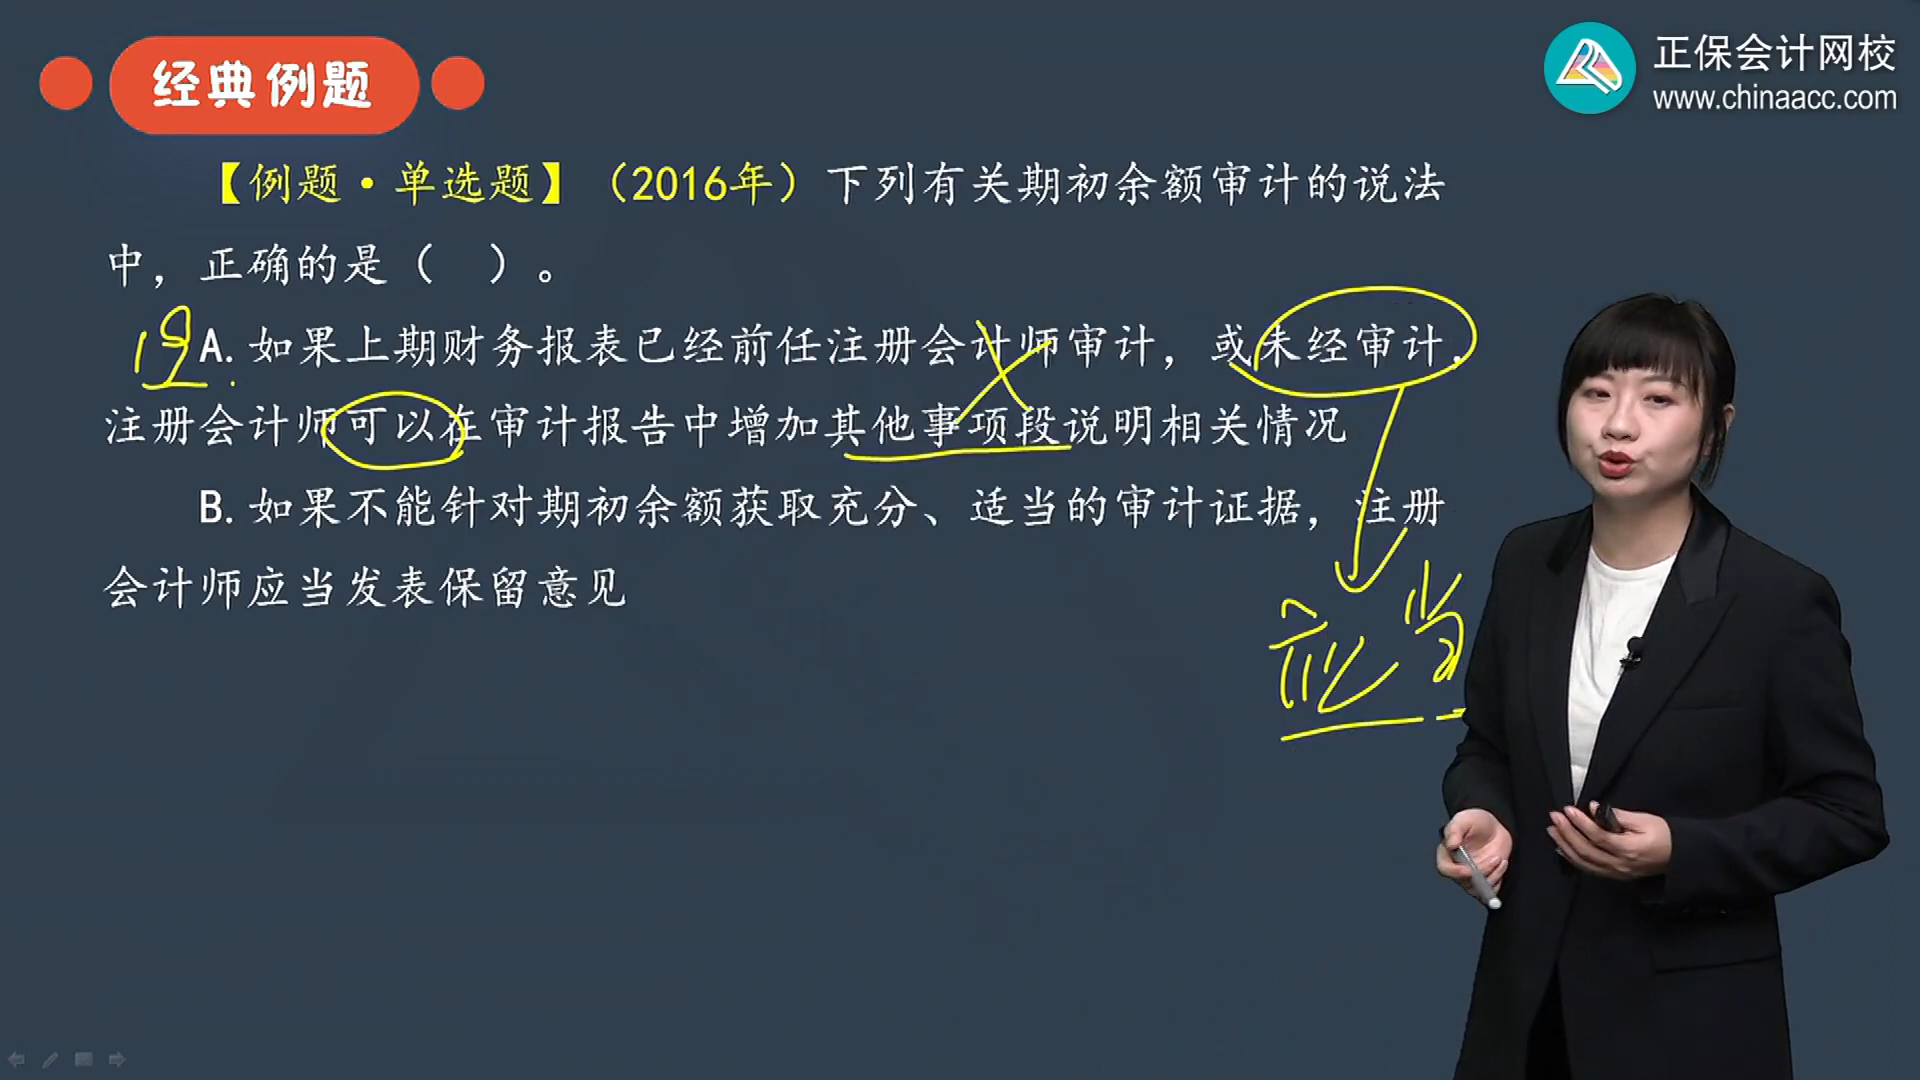 经典例题
正保会计网校
www.chinaacc.com
【例题·单选题】（2016年）下列有关期初余额审计的说法
中，正确的是（ ）。
A.如果上期财务报表已经前任注册会计师审计，或未经审计，
注册会计师可以在审计报告中增加其他事项段说明相关情况
B.如果不能针对期初余额获取充分、适当的审计证据，注册
会计师应当发表保留意见
应当